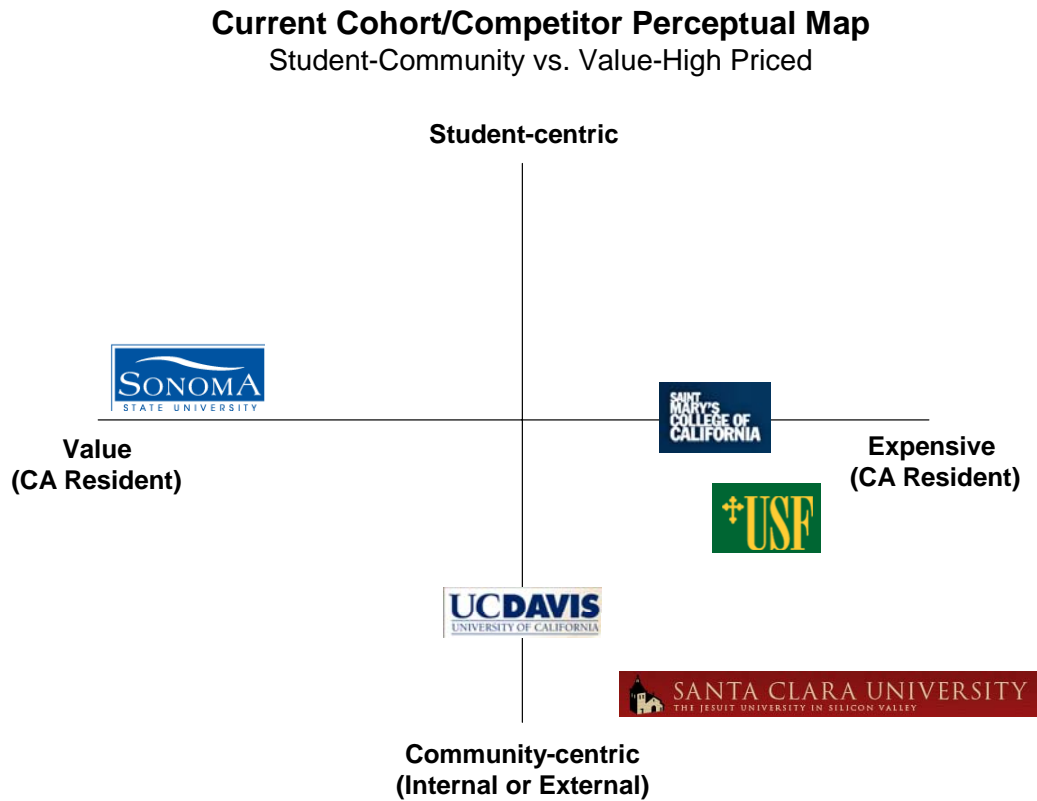 Current Cohort/Competitor Perceptual Map
Student-Community vs. Value-High Priced
Student-centric
SONOMA
STATE UNIVERSITY
SAINT
MARY'S
COLLEGE OF
CALIFORNIA
Value
(CA Resident)
Expensive
(CA Resident)
USF
UCDAVIS
UNIVERSITY OF CALIFORNIA
SANTA CLARA UNIVERSITY
THE JESUIT UNIVERSITY IN SILICON VALLEY
Community-centric
(Internal or External)